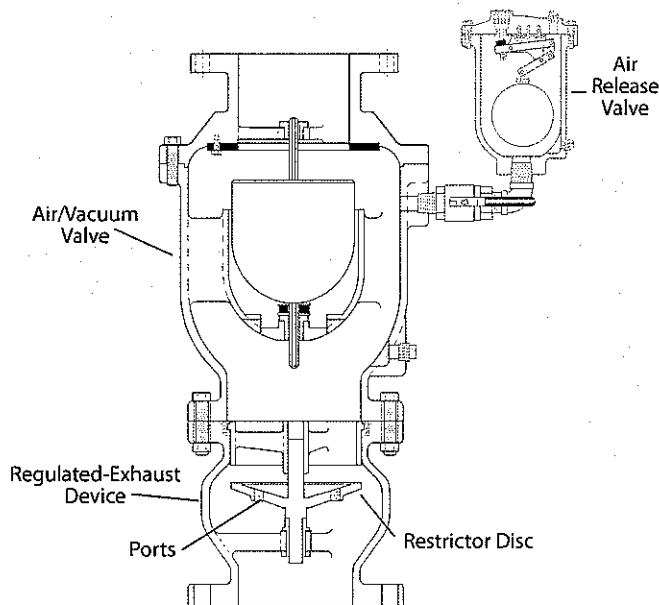 Air
Release
Valve
Air/Vacuum
Valve
Regulated-Exhaust
Device
Ports
Restrictor Disc